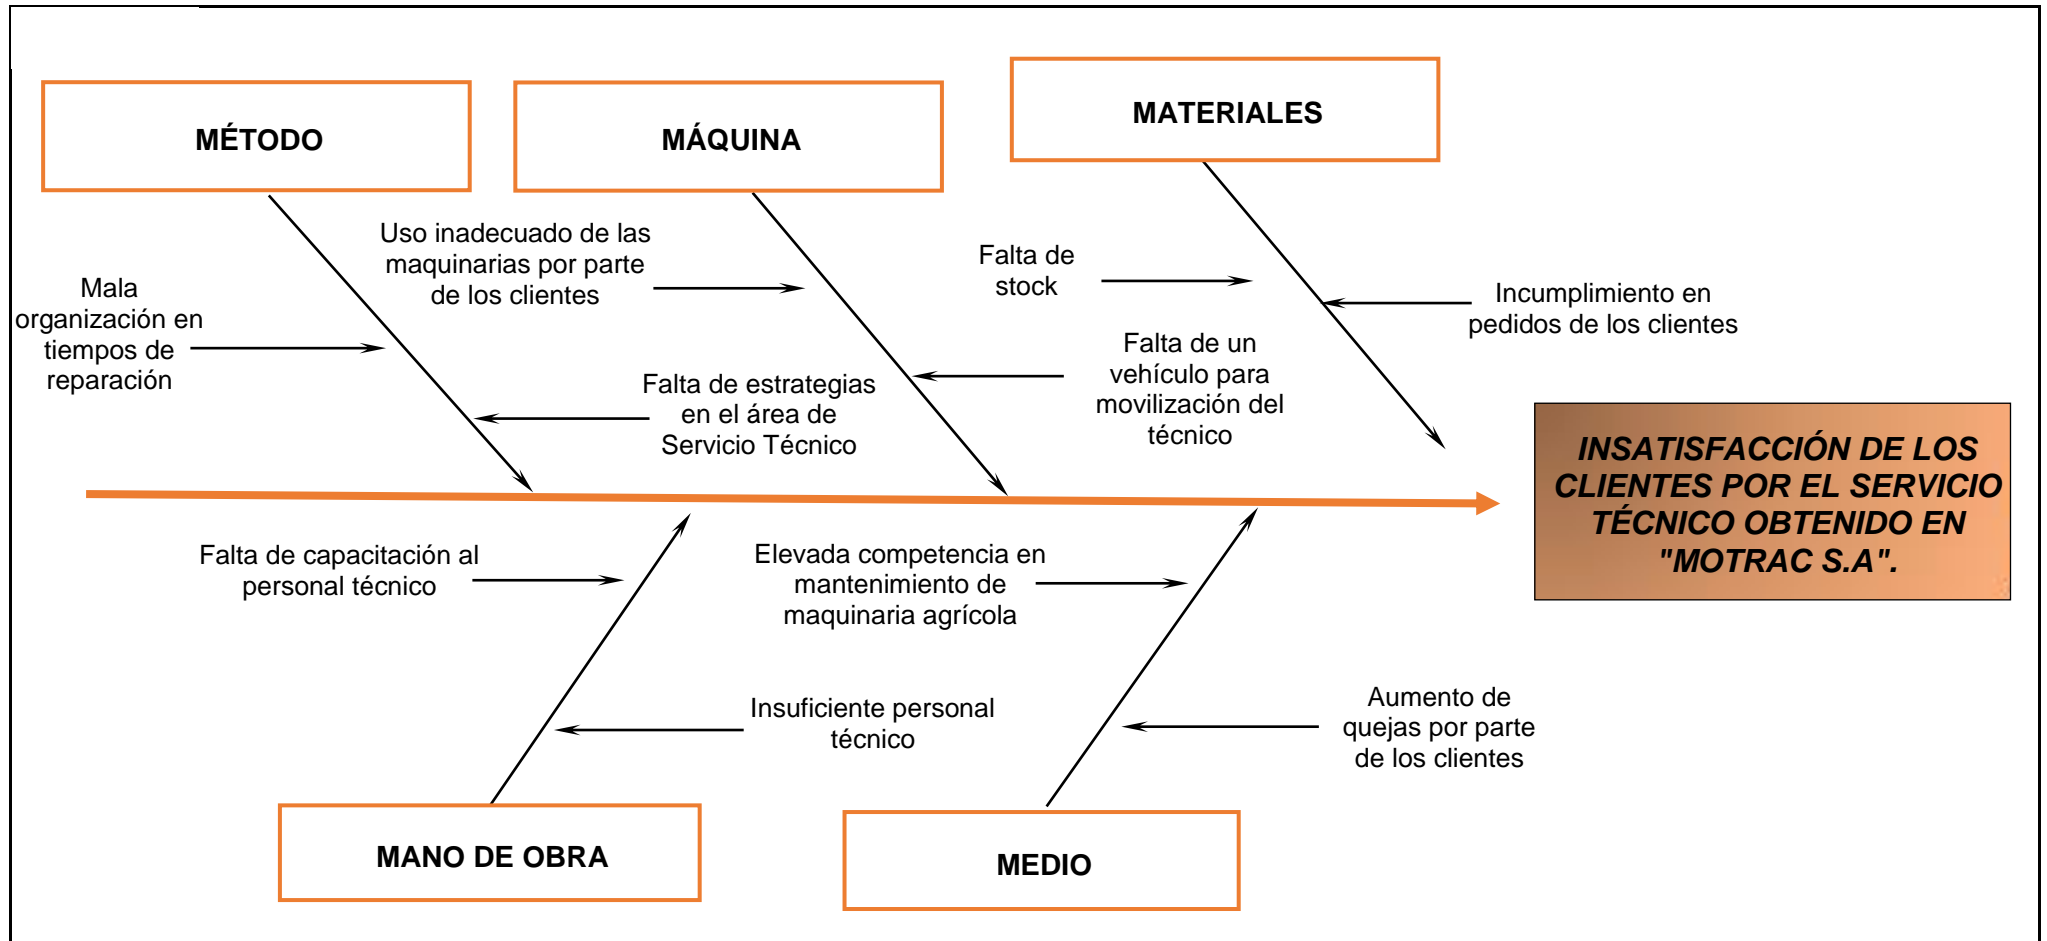 MÉTODO
MÁQUINA
MATERIALES
Mala
organización en
tiempos de
reparación
Uso inadecuado de las
maquinarias por parte
de los clientes
Falta de estrategias
en el área de
Servicio Técnico
Falta de
stock
Falta de un
vehículo para
movilización del
técnico
Incumplimiento en
pedidos de los clientes
INSATISFACCIÓN DE LOS
CLIENTES POR EL SERVICIO
TÉCNICO OBTENIDO EN
"MOTRAC S.A".
Falta de capacitación al
personal técnico
Insuficiente personal
técnico
Elevada competencia en
mantenimiento de
maquinaria agrícola
Aumento de
quejas por parte
de los clientes
MANO DE OBRA
MEDIO